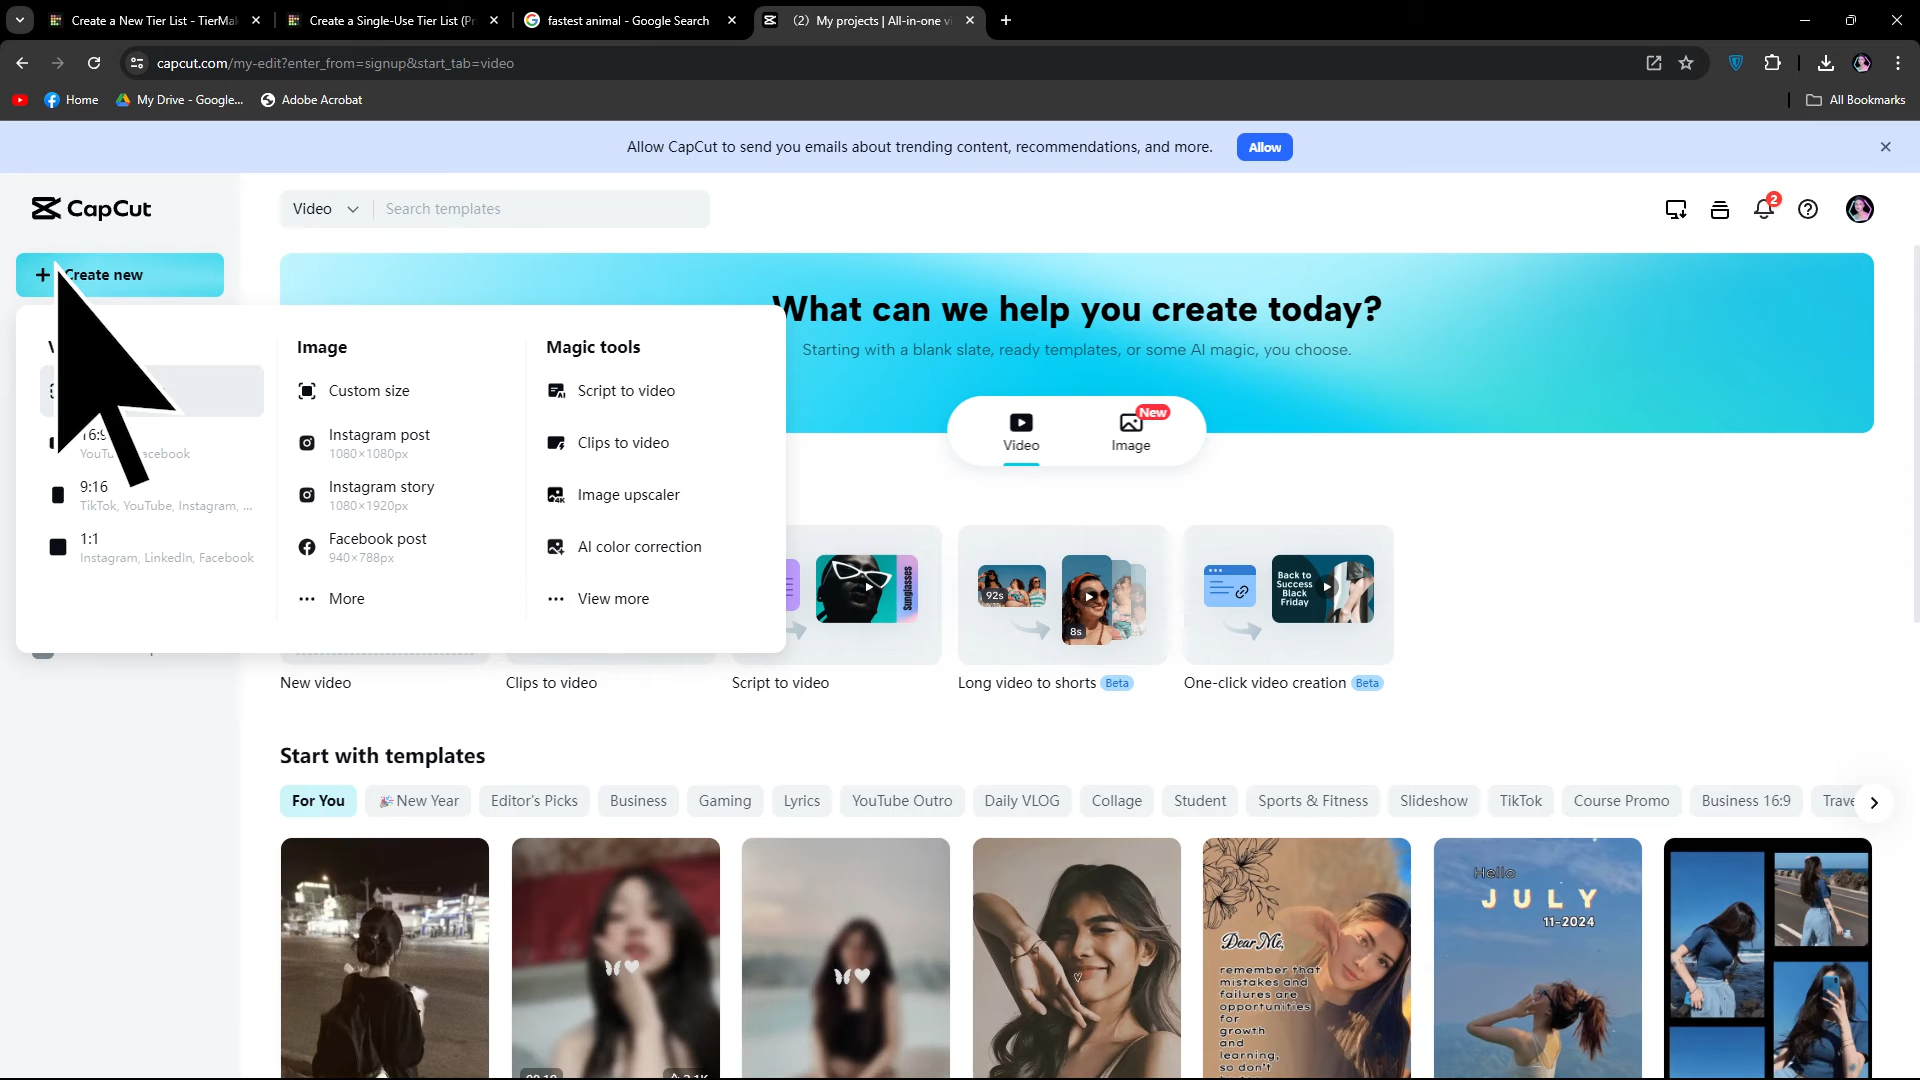 Create a New Tier List - TierMak
Create a Single-Use Tier List (Pr
fastest animal - Google Search
(2) My projects | All-in-one v
capcut.com/my-edit?enter_from=signup&start_tab=video
Home
My Drive - Google...
Adobe Acrobat
All Bookmarks
Allow CapCut to send you emails about trending content, recommendations, and more.
Allow
CapCut
Video
Search templates
2
Create new
What can we help you create today?
Starting with a blank slate, ready templates, or some AI magic, you choose.
Video
Image
New
16:9
YouTu acebook
9:16
TikTok, YouTube, Instagram, ...
1:1
Instagram, LinkedIn, Facebook
Image
Custom size
Instagram post
1080×1080px
Instagram story
1080×1920px
Facebook post
940×788px
More
Magic tools
Script to video
Clips to video
Image upscaler
AI color correction
View more
Sunglasses
92s
8s
Back to
Success
Black
Friday
New video
Clips to video
Script to video
Long video to shorts Beta
One-click video creation Beta
Start with templates
For You
New Year
Editor's Picks
Business
Gaming
Lyrics
YouTube Outro
Daily VLOG
Collage
Student
Sports & Fitness
Slideshow
TikTok
Course Promo
Business 16:9
Trave
Dear Me,
remember that
mistakes and
failures are
opportunities
for
growth
and
learning,
so don't
Hello
JULY
11-2024